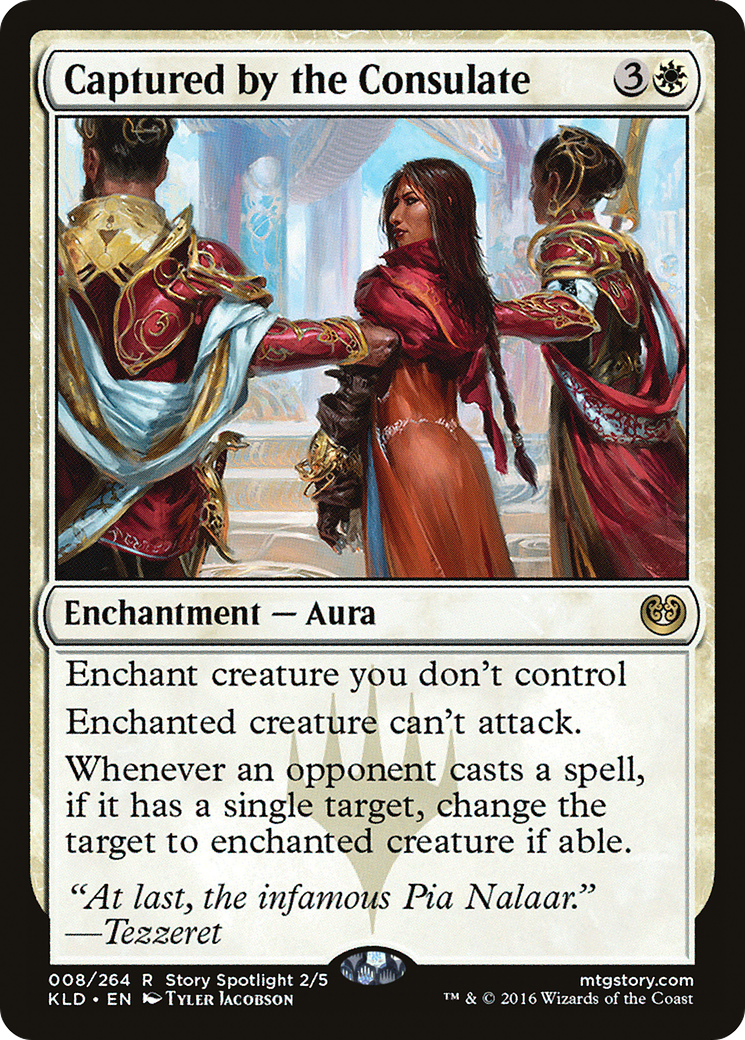 Captured by the Consulate 3
Enchantment — Aura
Enchant creature you don't control
Enchanted creature can't attack.
Whenever an opponent casts a spell,
if it has a single target, change the
target to enchanted creature if able.
"At last, the infamous Pia Nalaar."
—Tezzeret
008/264 R Story Spotlight 2/5 mtgstory.com
KLD • EN Tyler Jacobson ™ & © 2016 Wizards of the Coast